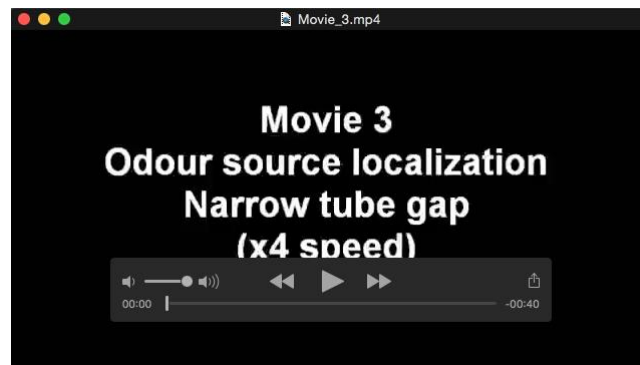 Movie_3.mp4
Movie 3
Odour source localization
Narrow tube gap
(x4 speed)
00:00 -00:40